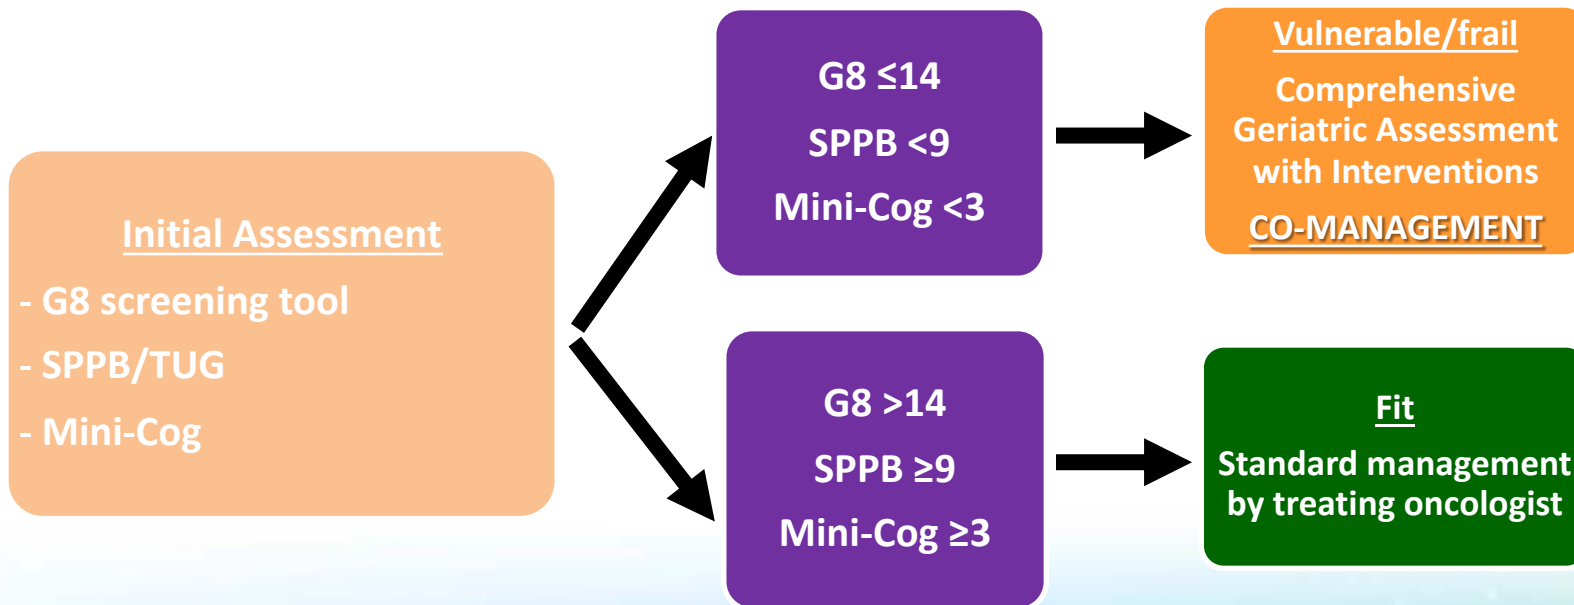 Initial Assessment
- G8 screening tool
- SPPB/TUG
- Mini-Cog
G8 ≤14
SPPB <9
Mini-Cog <3
Vulnerable/frail
Comprehensive
Geriatric Assessment
with Interventions
CO-MANAGEMENT
G8 >14
SPPB ≥9
Mini-Cog ≥3
Fit
Standard management
by treating oncologist